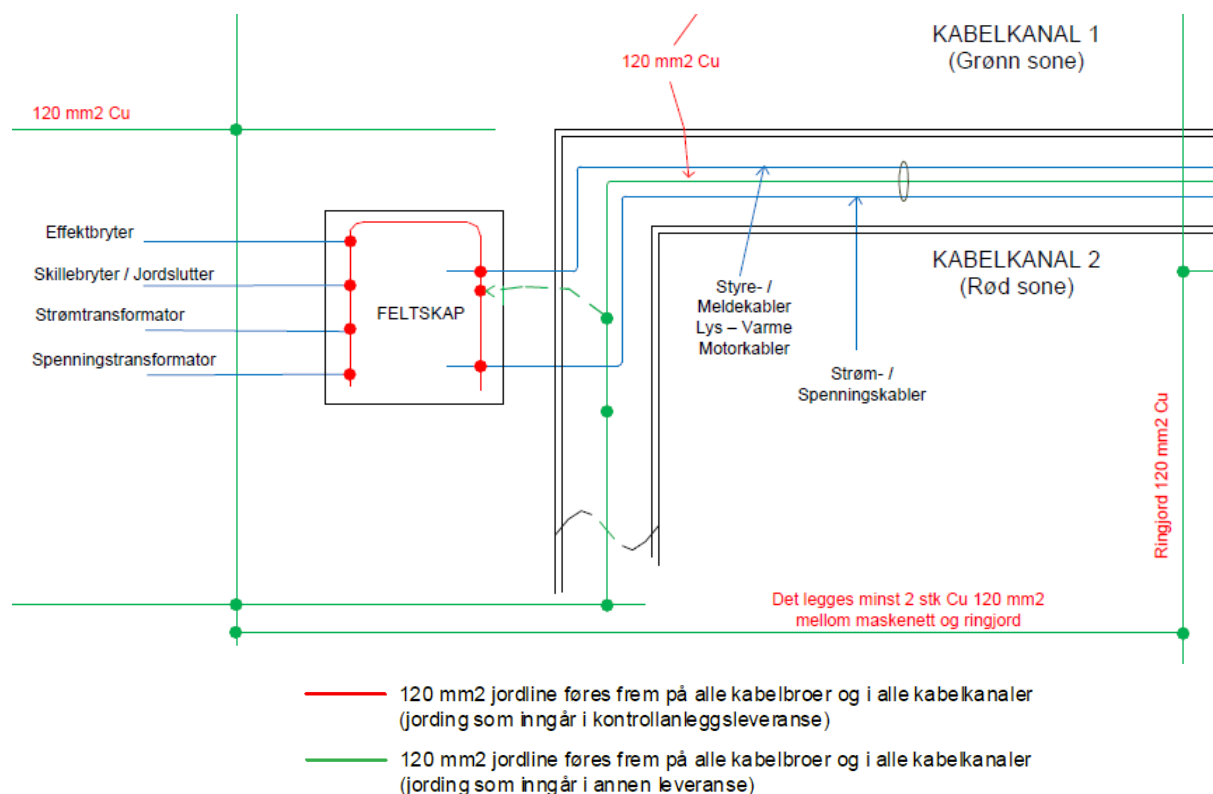 KABELKANAL 1
(Grønn sone)
120 mm2 Cu
120 mm2 Cu
Effektbryter
Skillebryter / Jordslutter
Strømtransformator
Spenningstransformator
FELTSKAP
KABELKANAL 2
(Rød sone)
Styre- /
Meldekabler
Lys – Varme
Motorkabler
Strøm- /
Spenningskabler
Ringjord 120 mm2 Cu
Det legges minst 2 stk Cu 120 mm2
mellom maskenett og ringjord
120 mm2 jordline føres frem på alle kabelbroer og i alle kabelkanaler
(jording som inngår i kontrollanleggsleveranse)
120 mm2 jordline føres frem på alle kabelbroer og i alle kabelkanaler
(jording som inngår i annen leveranse)